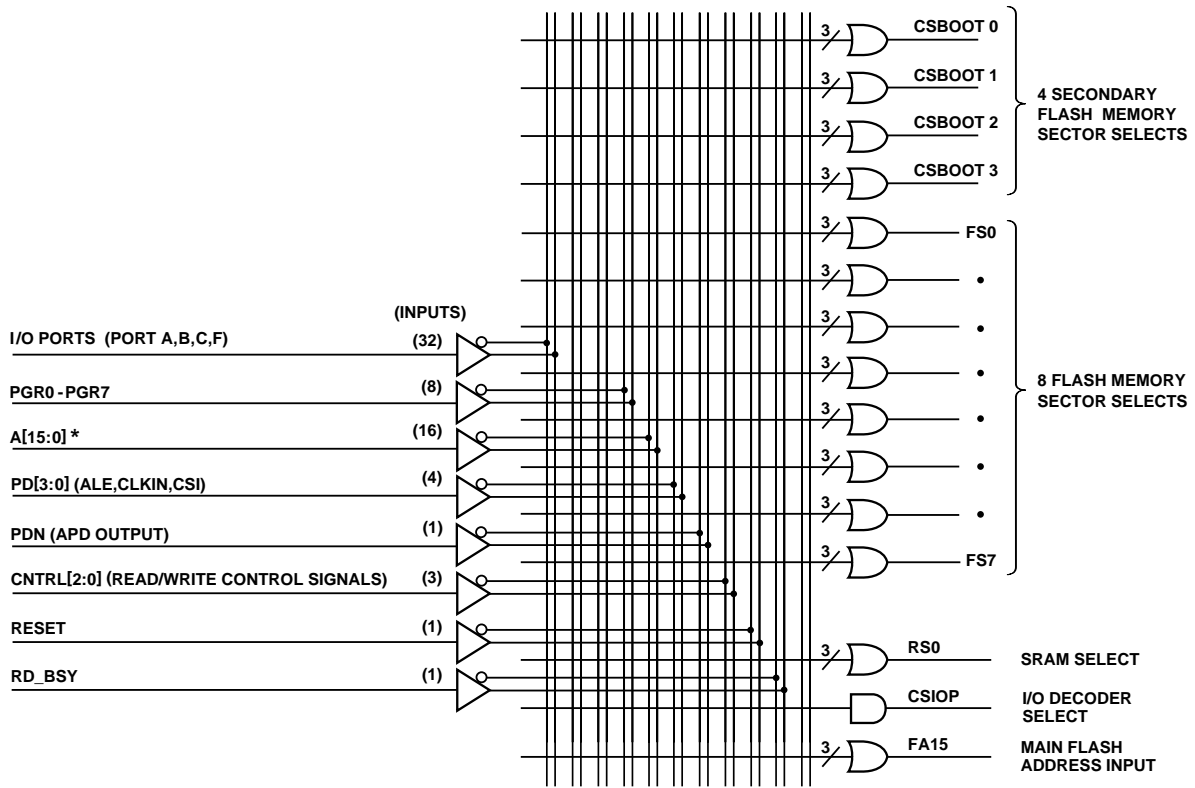 3 CSBOOT 0
3 CSBOOT 1
3 CSBOOT 2
3 CSBOOT 3
4 SECONDARY
FLASH MEMORY
SECTOR SELECTS
3 FS0
3
3
3
3
3
3
3 FS7
8 FLASH MEMORY
SECTOR SELECTS
(INPUTS)
I/O PORTS (PORT A,B,C,F) (32)
PGR0 -PGR7 (8)
A[15:0] * (16)
PD[3:0] (ALE,CLKIN,CSI) (4)
PDN (APD OUTPUT) (1)
CNTRL[2:0] (READ/WRITE CONTROL SIGNALS) (3)
RESET (1)
RD_BSY (1)
3 RS0 SRAM SELECT
CSIOP I/O DECODER
SELECT
3 FA15 MAIN FLASH
ADDRESS INPUT